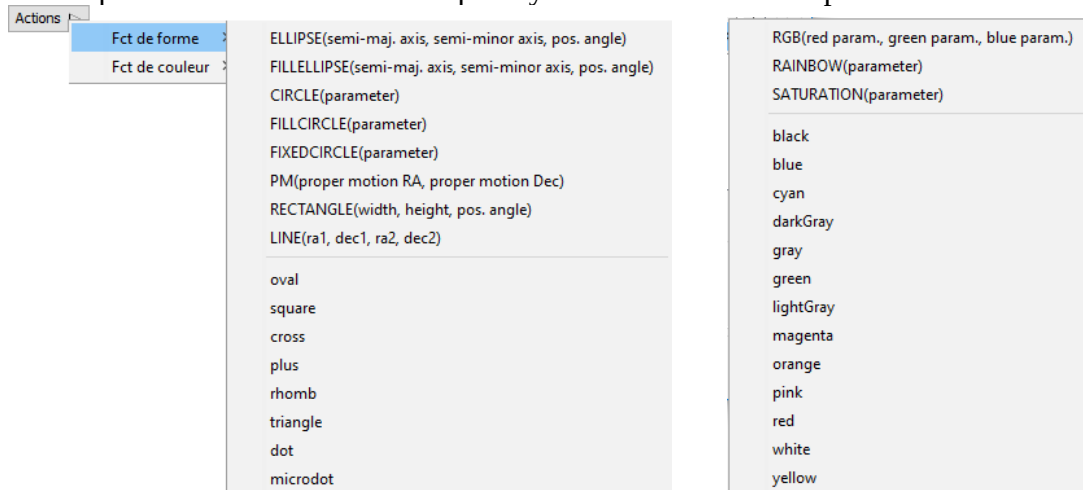 Actions
Fct de forme
Fct de couleur
ELLIPSE(semi-maj. axis, semi-minor axis, pos. angle)
FILLELLIPSE(semi-maj. axis, semi-minor axis, pos. angle)
CIRCLE(parameter)
FILLCIRCLE(parameter)
FIXEDCIRCLE(parameter)
PM(proper motion RA, proper motion Dec)
RECTANGLE(width, height, pos. angle)
LINE(ra1, dec1, ra2, dec2)
oval
square
cross
plus
rhomb
triangle
dot
microdot
RGB(red param., green param., blue param.)
RAINBOW(parameter)
SATURATION(parameter)
black
blue
cyan
darkGray
gray
green
lightGray
magenta
orange
pink
red
white
yellow